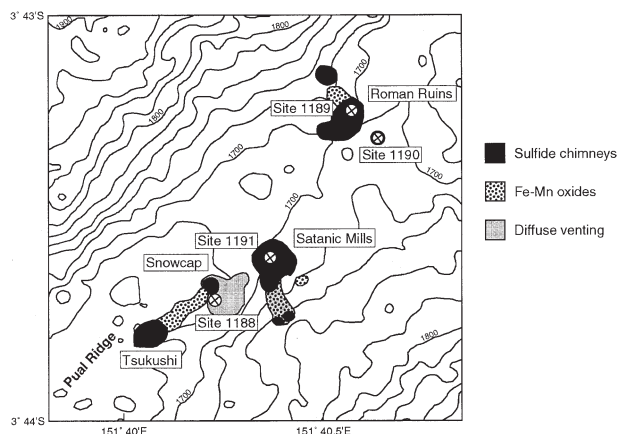 3° 43'S
1900
1800
1700
Roman Ruins
Site 1189
1800
1700
Site 1190
1700
Sulfide chimneys
Fe-Mn oxides
Diffuse venting
Site 1191
Satanic Mills
1700
Snowcap
Site 1188
Tsukushi
Pual Ridge
1800
1700
3° 44'S
151° 40'E
151° 40.5'E